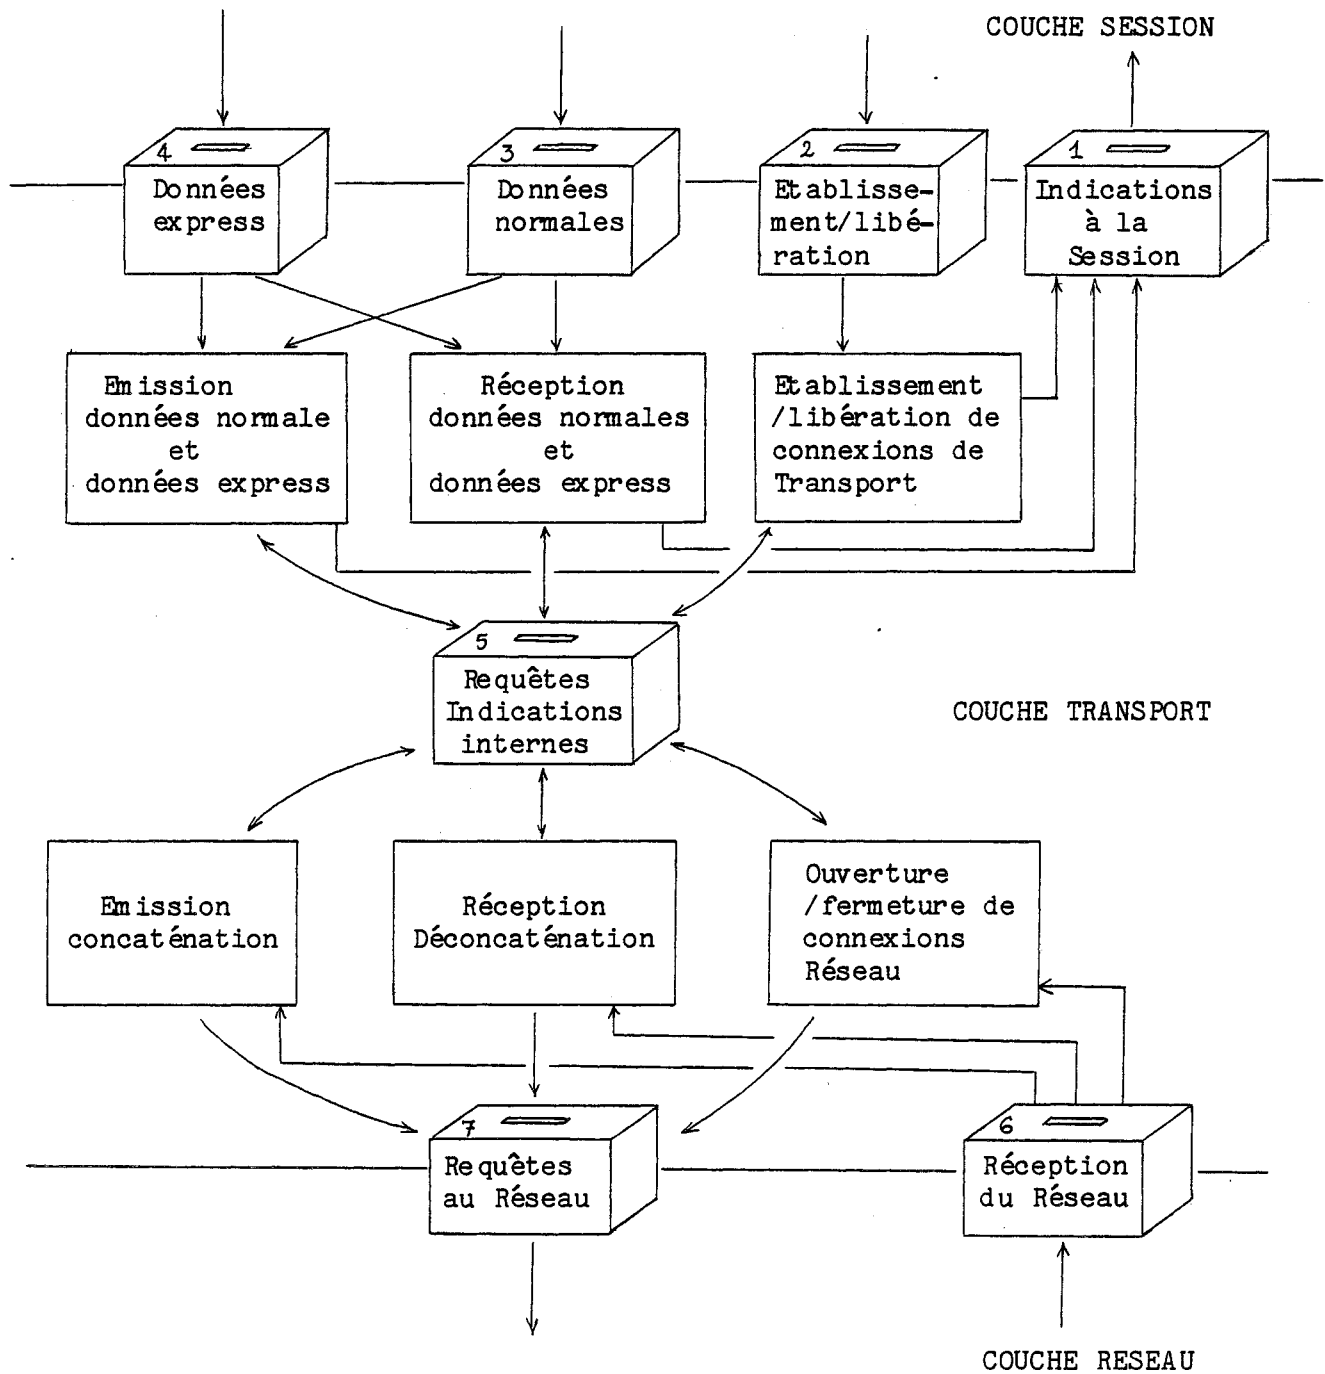 COUCHE SESSION
4
Données
express
3
Données
normales
2
Etablisse-
ment/libé-
ration
1
Indications
à la
Session
Emission
données normale
et
données express
Réception
données normales
et
données express
Etablissement
/libération de
connexions de
Transport
5
Requêtes
Indications
internes
COUCHE TRANSPORT
Emission
concaténation
Réception
Déconcaténation
Ouverture
/fermeture de
connexions
Réseau
7
Requêtes
au Réseau
6
Réception
du Réseau
COUCHE RESEAU